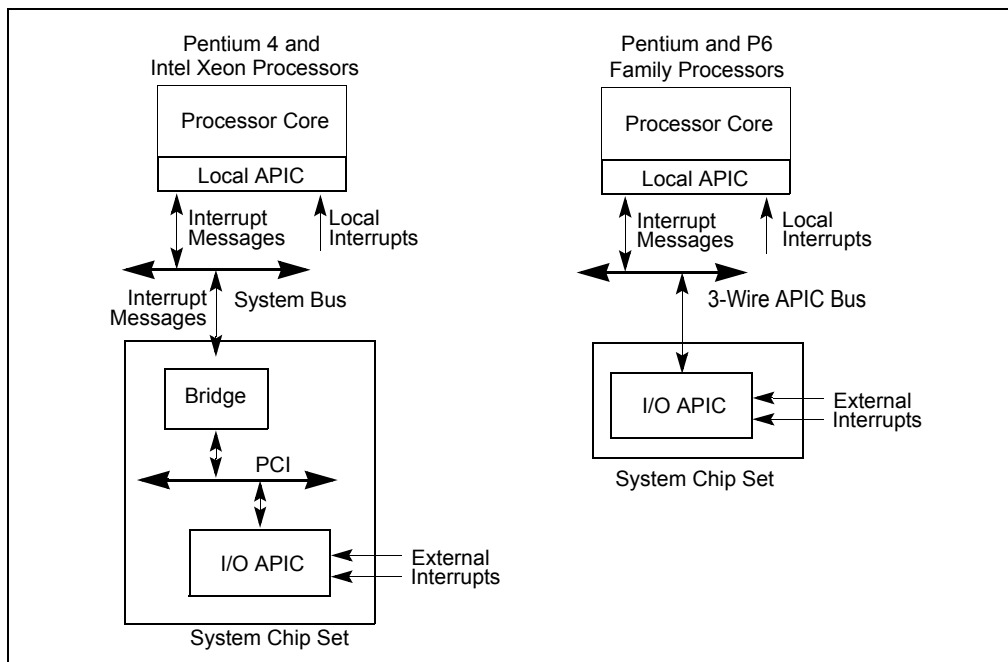 Pentium 4 and
Intel Xeon Processors
Processor Core
Local APIC
Interrupt
Messages
Local
Interrupts
Interrupt
Messages
System Bus
Bridge
PCI
I/O APIC
External
Interrupts
System Chip Set
Pentium and P6
Family Processors
Processor Core
Local APIC
Interrupt
Messages
Local
Interrupts
3-Wire APIC Bus
I/O APIC
External
Interrupts
System Chip Set